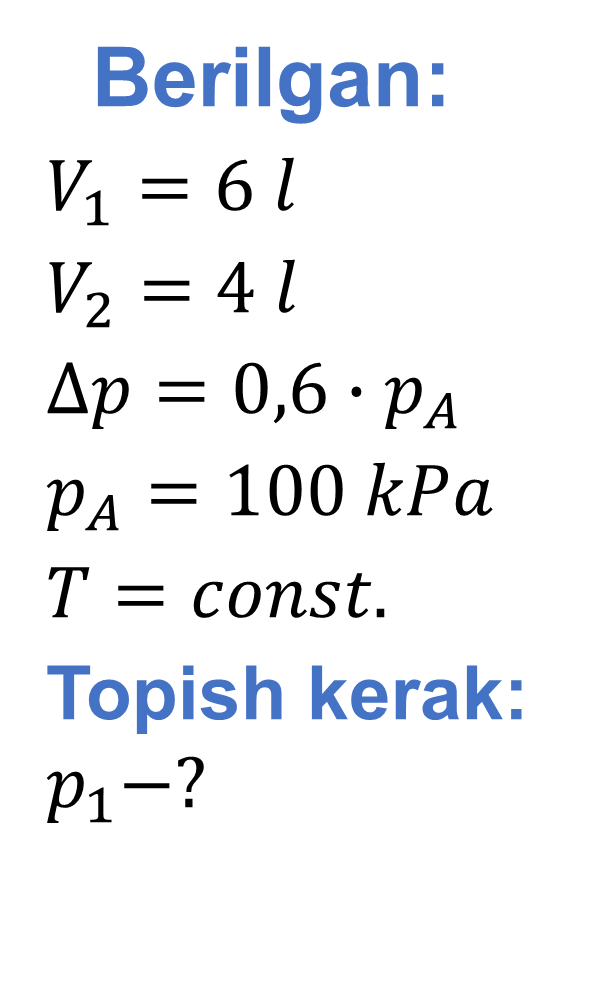 Berilgan:
V₁ = 6 l
V₂ = 4 l
Δp = 0,6 · p_A
p_A = 100 kPa
T = const.
Topish kerak:
p₁−?